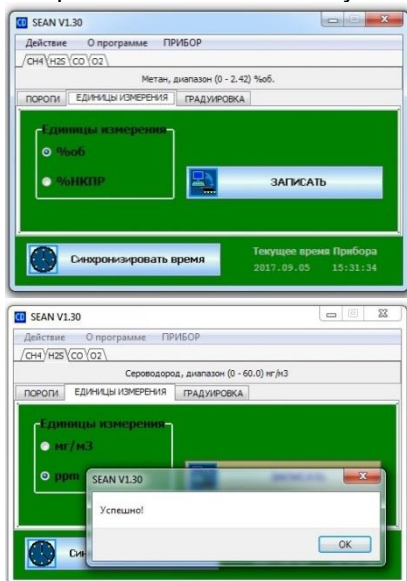 SEAN V1.30
Действие О программе ПРИБОР
CH4 H2S CO O2
Метан, диапазон (0 - 2.42) %об.
ПОРОГИ ЕДИНИЦЫ ИЗМЕРЕНИЯ ГРАДУИРОВКА
Единицы измерения
%об
%НКПР
ЗАПИСАТЬ
Синхронизировать время
Текущее время Прибора
2017.09.05 15:31:34
SEAN V1.30
Действие О программе ПРИБОР
CH4 H2S CO O2
Сероводород, диапазон (0 - 60.0) мг/м3
ПОРОГИ ЕДИНИЦЫ ИЗМЕРЕНИЯ ГРАДУИРОВКА
Единицы измерения
мг/м3
ppm
SEAN V1.30
Успешно!
OK